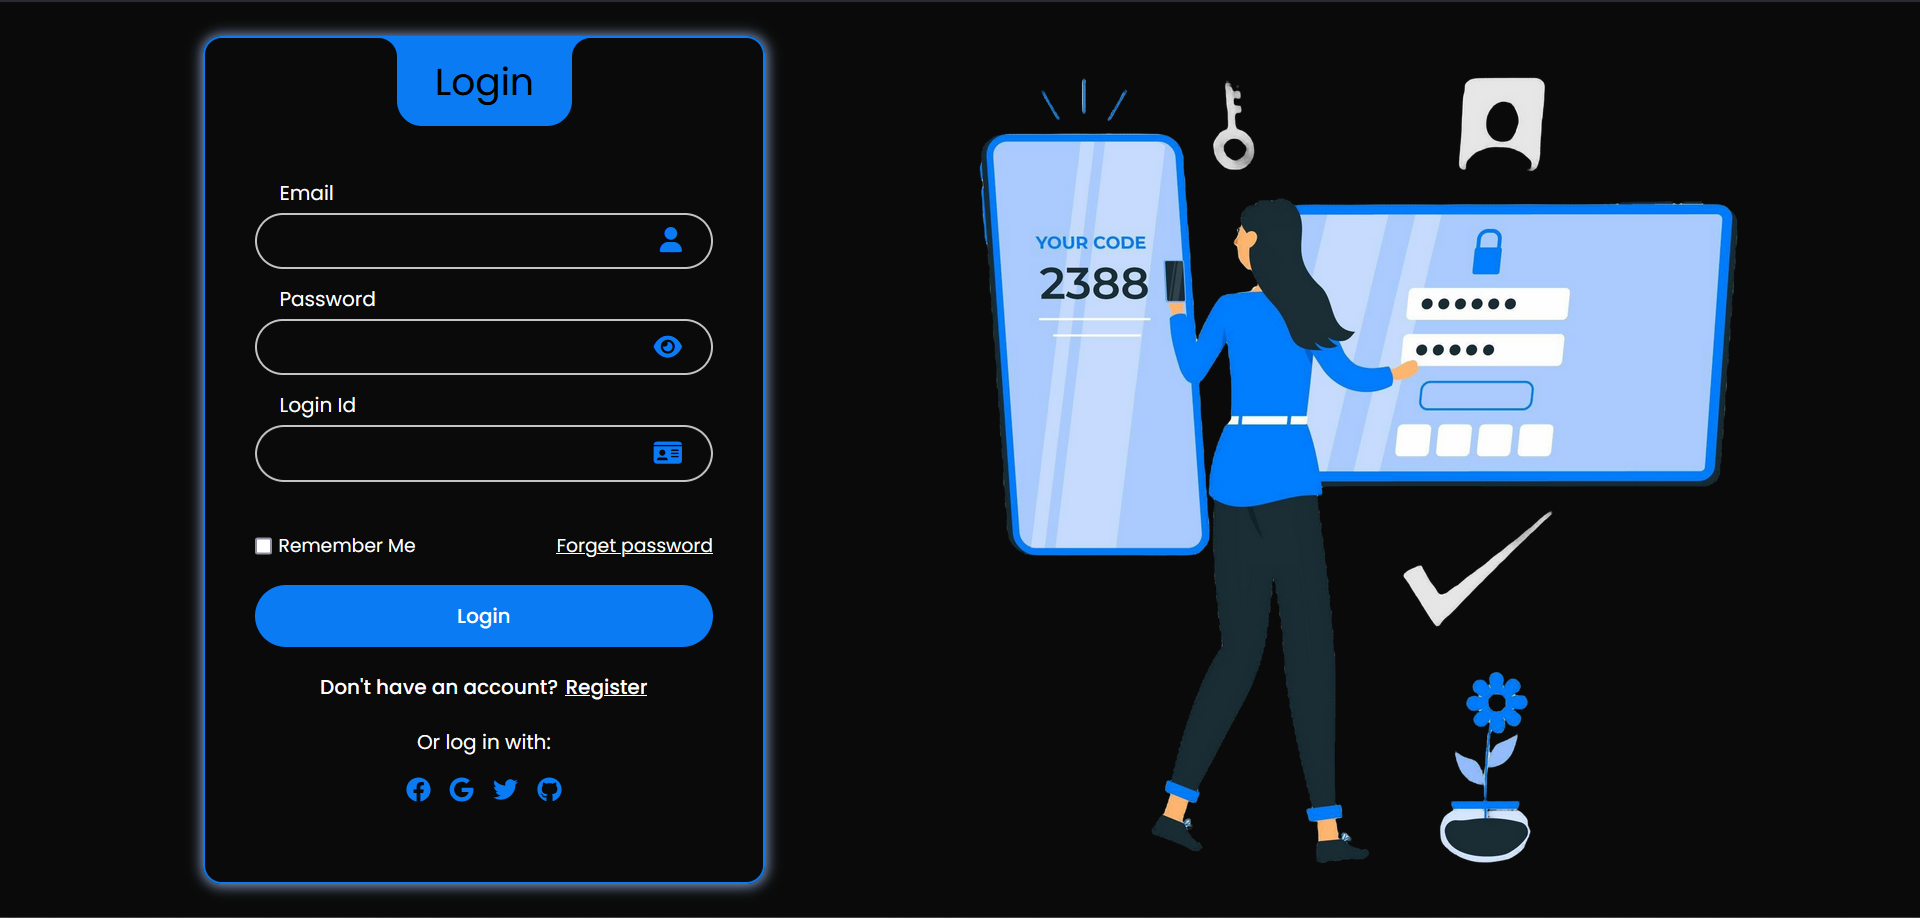 Login
Email
Password
Login Id
Remember Me
Forget password
Login
Don't have an account? Register
Or log in with:
YOUR CODE
2388